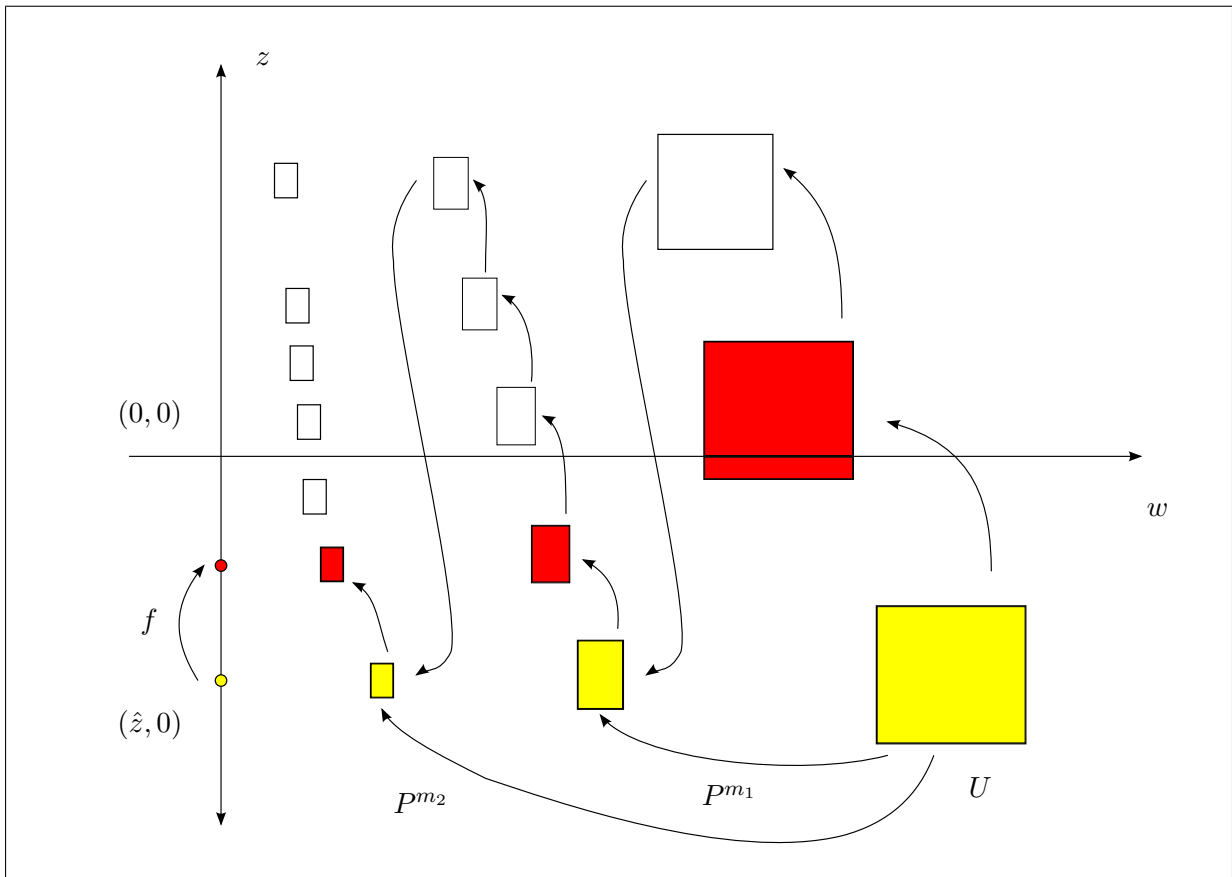 z
(0, 0)
w
f
(ẑ, 0)
P^{m_2}
P^{m_1}
U